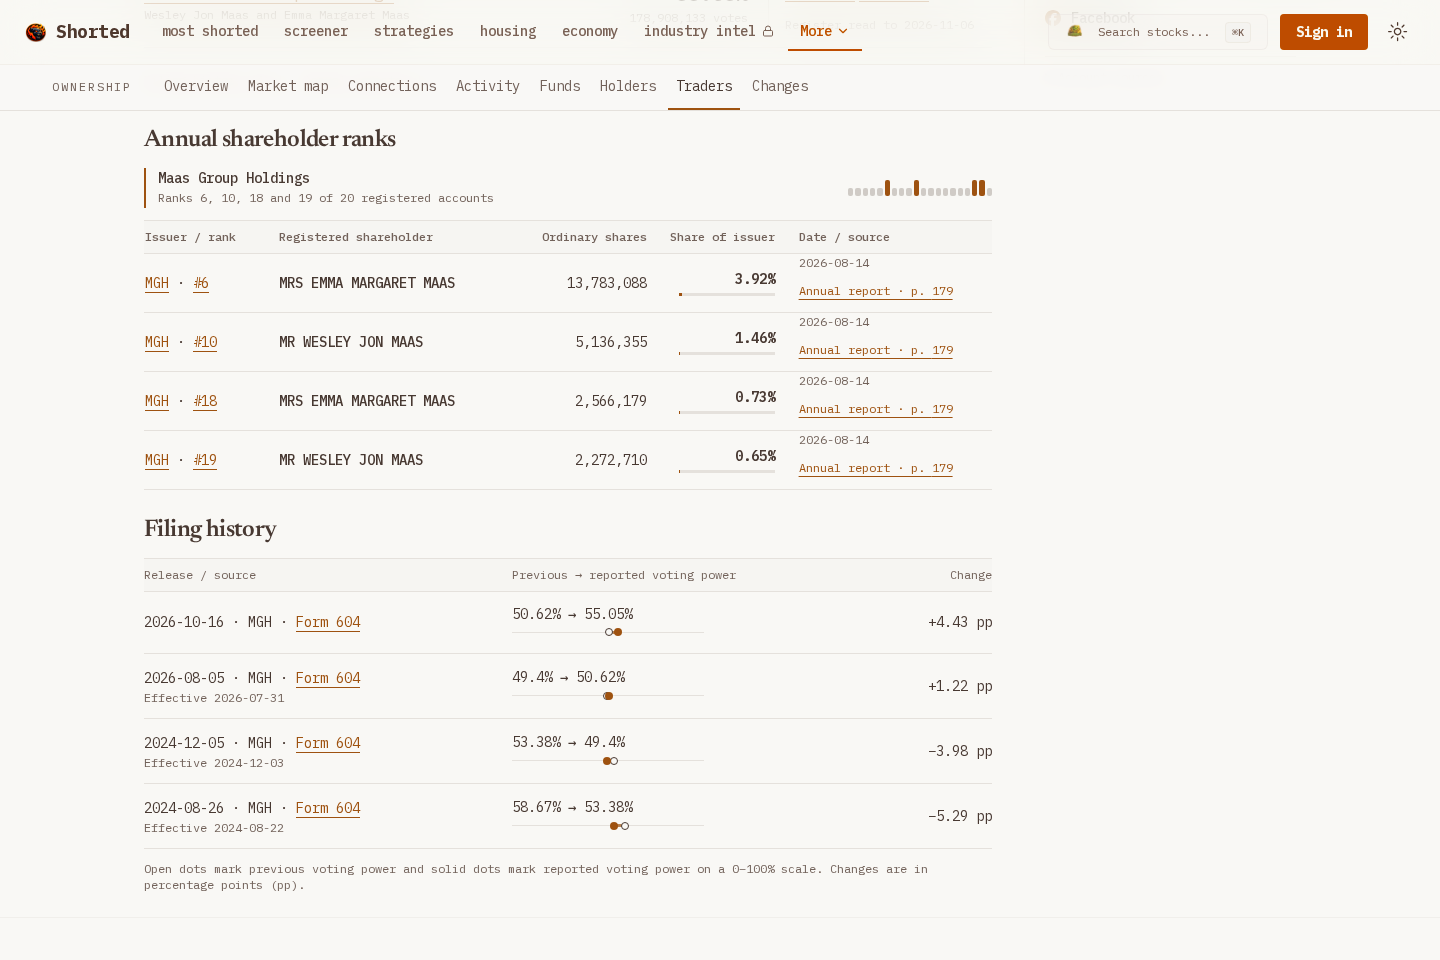 Wesley Jon Maas and Emma Margaret Maas
Facebook
Shorted
most shorted
screener
strategies
housing
economy
industry intel
More
Search stocks...
⌘K
Sign in
OWNERSHIP
Overview
Market map
Connections
Activity
Funds
Holders
Traders
Changes
Annual shareholder ranks
Maas Group Holdings
Ranks 6, 10, 18 and 19 of 20 registered accounts
Issuer / rank Registered shareholder Ordinary shares Share of issuer Date / source
MGH · #6 MRS EMMA MARGARET MAAS 13,783,088 3.92% 2026-08-14
Annual report · p. 179
MGH · #10 MR WESLEY JON MAAS 5,136,355 1.46% 2026-08-14
Annual report · p. 179
MGH · #18 MRS EMMA MARGARET MAAS 2,566,179 0.73% 2026-08-14
Annual report · p. 179
MGH · #19 MR WESLEY JON MAAS 2,272,710 0.65% 2026-08-14
Annual report · p. 179
Filing history
Release / source Previous → reported voting power Change
2026-10-16 · MGH · Form 604 50.62% → 55.05% +4.43 pp
2026-08-05 · MGH · Form 604 49.4% → 50.62% +1.22 pp
Effective 2026-07-31
2024-12-05 · MGH · Form 604 53.38% → 49.4% −3.98 pp
Effective 2024-12-03
2024-08-26 · MGH · Form 604 58.67% → 53.38% −5.29 pp
Effective 2024-08-22
Open dots mark previous voting power and solid dots mark reported voting power on a 0–100% scale. Changes are in
percentage points (pp).